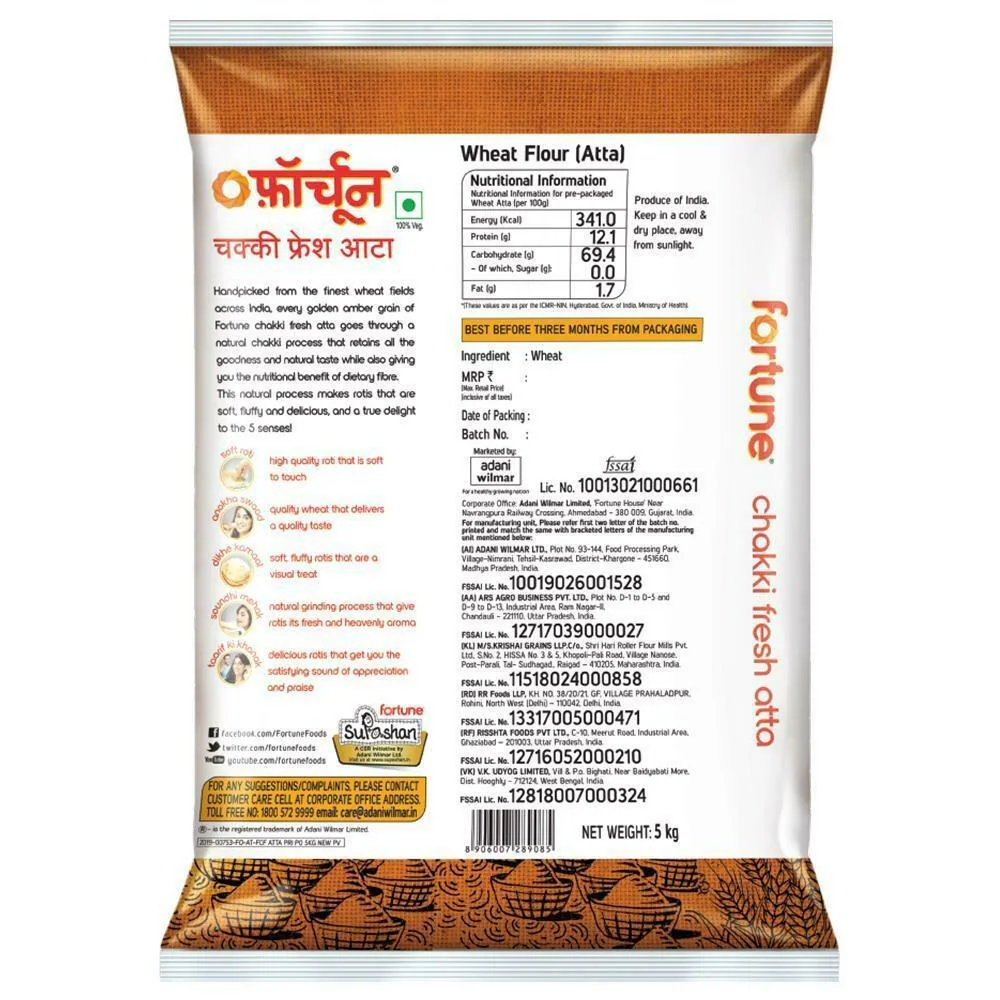 फ़ॉर्चून®
100% Veg.
चक्की फ्रेश आटा
Handpicked from the finest wheat fields
across India, every golden amber grain of
Fortune chakki fresh atta goes through a
natural chakki process that retains all the
goodness and natural taste while also giving
you the nutritional benefit of dietary fibre.
This natural process makes rotis that are
soft, fluffy and delicious, and a true delight
to the 5 senses!
soft roti
high quality roti that is soft
to touch
anokha swaad
quality wheat that delivers
a quality taste
dikhe kamaal
soft, fluffy rotis that are a
visual treat
soundhi mehak
natural grinding process that give
rotis its fresh and heavenly aroma
tarif ki khanak
delicious rotis that get you the
satisfying sound of appreciation
and praise
facebook.com/FortuneFoods
twitter.com/fortunefoods
YouTube youtube.com/fortunefoods
fortune
SuPoshan
A CSR Initiative by
Adani Wilmar Ltd.
Visit us at www.suposhan.in
FOR ANY SUGGESTIONS/COMPLAINTS, PLEASE CONTACT
CUSTOMER CARE CELL AT CORPORATE OFFICE ADDRESS.
TOLL FREE NO: 1800 572 9999 email: care@adaniwilmar.in
®- is the registered trademark of Adani Wilmar Limited.
2019-00753-FO-AT-FCF ATTA PRI PO 5KG NEW PV
Wheat Flour (Atta)
Nutritional Information
Nutritional Information for pre-packaged
Wheat Atta (per 100g)
Energy (Kcal) 341.0
Protein (g) 12.1
Carbohydrate (g) 69.4
- Of which, Sugar (g): 0.0
Fat (g) 1.7
*(These values are as per the ICMR-NIN, Hyderabad, Govt. of India, Ministry of Health)
Produce of India.
Keep in a cool &
dry place, away
from sunlight.
BEST BEFORE THREE MONTHS FROM PACKAGING
Ingredient : Wheat
MRP ₹ :
(Max. Retail Price)
(inclusive of all taxes)
Date of Packing :
Batch No. :
Marketed by:
adani
wilmar
For a healthy growing nation
fssai
Lic. No. 10013021000661
Corporate Office: Adani Wilmar Limited, 'Fortune House' Near
Navrangpura Railway Crossing, Ahmedabad - 380 009, Gujarat, India.
For manufacturing unit, Please refer first two letter of the batch no.
printed and match the same with bracketed letters of the manufacturing
unit mentioned below:
(AI) ADANI WILMAR LTD., Plot No. 93-144, Food Processing Park,
Village-Nimrani, Tehsil-Kasrawad, District-Khargone - 451660,
Madhya Pradesh, India.
FSSAI Lic. No. 10019026001528
(AA) ARS AGRO BUSINESS PVT. LTD., Plot No. D-1 to D-5 and
D-9 to D-13, Industrial Area, Ram Nagar-II,
Chandauli - 221110, Uttar Pradesh, India.
FSSAI Lic. No. 12717039000027
(KL) M/S.KRISHAI GRAINS LLP.C/o., Shri Hari Roller Flour Mills Pvt.
Ltd., S.No. 2, HISSA No. 3 & 5, Khopoli-Pali Road, Village Nanose,
Post-Parali, Tal- Sudhagad, Raigad - 410205, Maharashtra, India.
FSSAI Lic. No. 11518024000858
(RD) RR Foods LLP, KH. NO. 38/20/21, GF, VILLAGE PRAHALADPUR,
Rohini, North West (Delhi) - 110042, Delhi, India.
FSSAI Lic. No. 13317005000471
(RF) RISSHTA FOODS PVT LTD., C-10, Meerut Road, Industrial Area,
Ghaziabad - 201003, Uttar Pradesh, India.
FSSAI Lic. No. 12716052000210
(VK) V.K. UDYOG LIMITED, Vill & P.o. Bighati, Near Baidyabati More,
Dist. Hooghly - 712124, West Bengal, India.
FSSAI Lic. No. 12818007000324
8 906007 289085
NET WEIGHT: 5 kg
fortune® chakki fresh atta